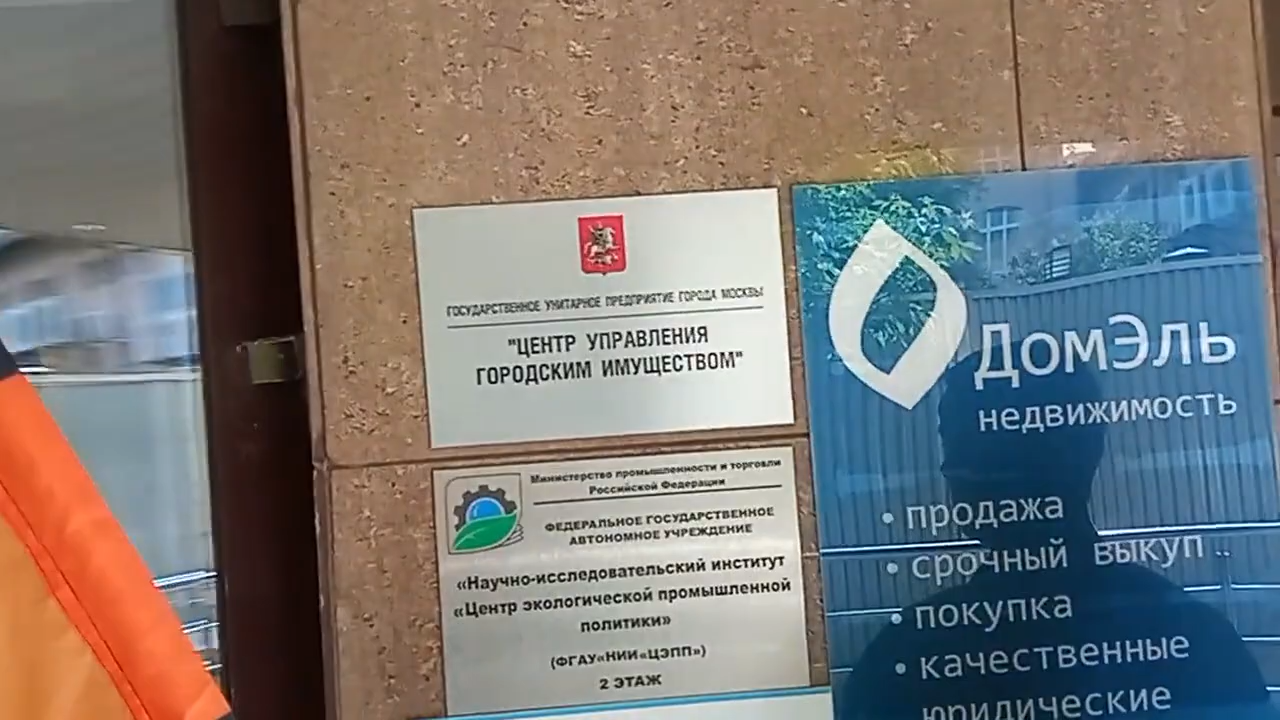 ГОСУДАРСТВЕННОЕ УНИТАРНОЕ ПРЕДПРИЯТИЕ ГОРОДА МОСКВЫ
"ЦЕНТР УПРАВЛЕНИЯ
ГОРОДСКИМ ИМУЩЕСТВОМ"
Министерство промышленности и торговли
Российской Федерации
ФЕДЕРАЛЬНОЕ ГОСУДАРСТВЕННОЕ
АВТОНОМНОЕ УЧРЕЖДЕНИЕ
«Научно-исследовательский институт
«Центр экологической промышленной
политики»
(ФГАУ«НИИ«ЦЭПП»)
2 ЭТАЖ
ДомЭль
недвижимость
• продажа
• срочный выкуп
• покупка
• качественные
юридические